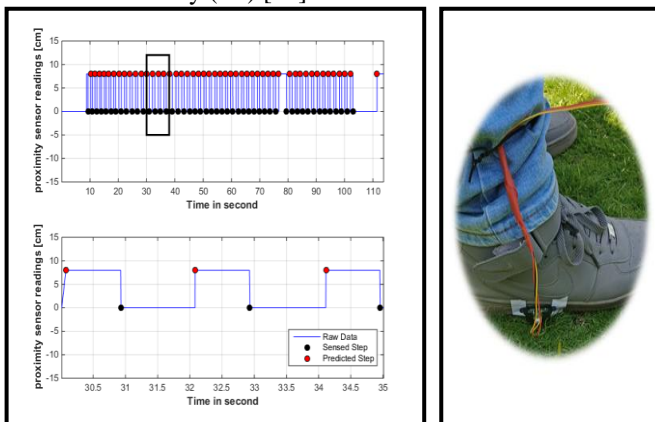 15
10
5
0
-5
-10
-15
proximity sensor readings [cm]
10 20 30 40 50 60 70 80 90 100 110
Time in second
15
10
5
0
-5
-10
-15
proximity sensor readings [cm]
Raw Data
Sensed Step
Predicted Step
30.5 31 31.5 32 32.5 33 33.5 34 34.5 35
Time in second